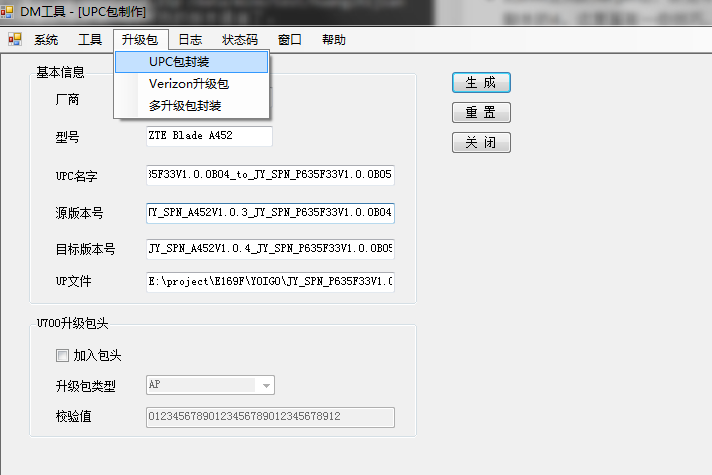 DM工具 - [UPC包制作]
系统 工具 升级包 日志 状态码 窗口 帮助
UPC包封装
Verizon升级包
多升级包封装
基本信息
厂商
型号 ZTE Blade A452
UPC名字 35F33V1.0.0B04_to_JY_SPN_P635F33V1.0.0B05
源版本号 TY_SPN_A452V1.0.3_JY_SPN_P635F33V1.0.0B04
目标版本号 JY_SPN_A452V1.0.4_JY_SPN_P635F33V1.0.0B05
UP文件 E:\project\E169F\YOIGO\JY_SPN_P635F33V1.0
生成
重置
关闭
U700升级包头
加入包头
升级包类型 AP
校验值 01234567890123456789012345678912